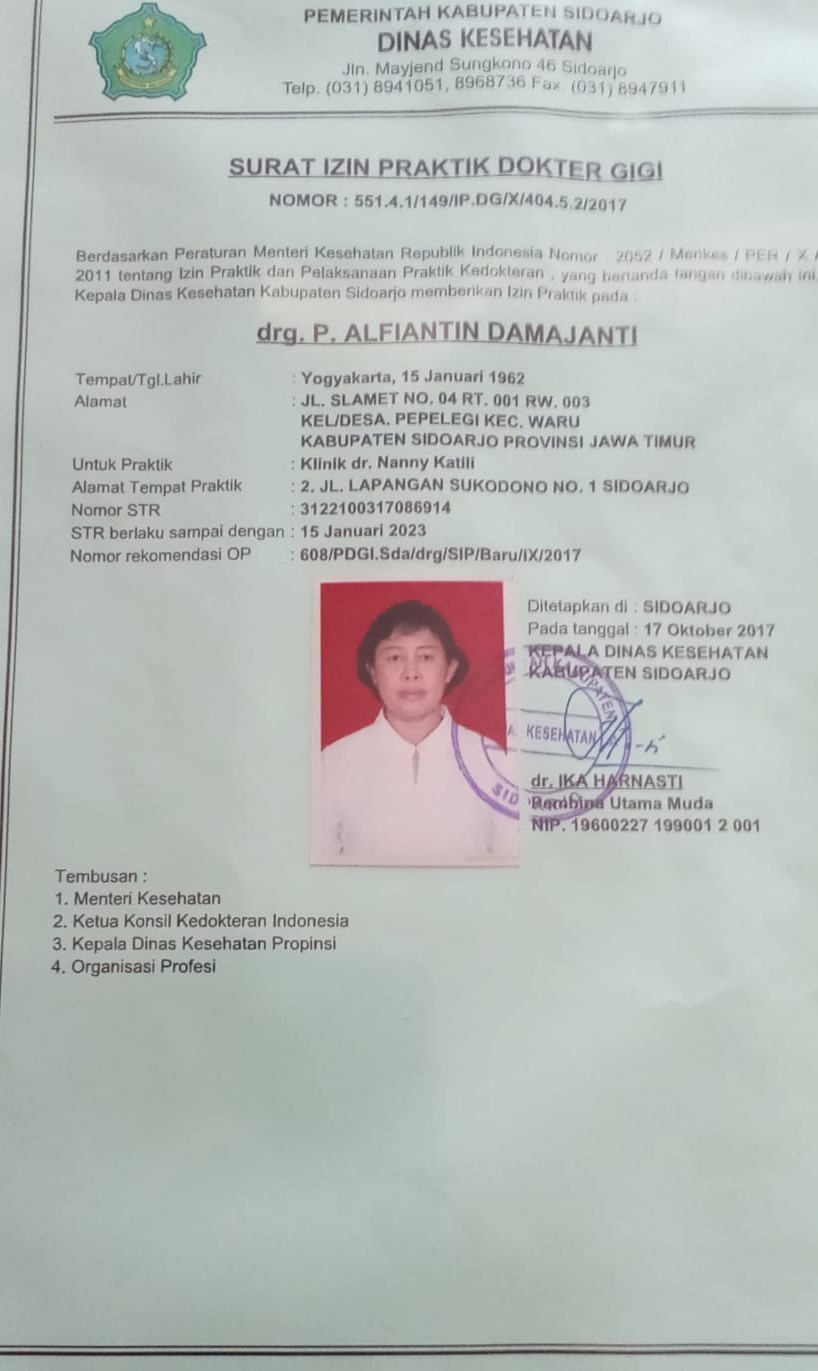 PEMERINTAH KABUPATEN SIDOARJO
DINAS KESEHATAN
Jln. Mayjend Sungkono 46 Sidoarjo
Telp. (031) 8941051, 8968736 Fax. (031) 8947911
SURAT IZIN PRAKTIK DOKTER GIGI
NOMOR : 551.4.1/149/IP.DG/X/404.5.2/2017
Berdasarkan Peraturan Menteri Kesehatan Republik Indonesia Nomor : 2052 / Menkes / PER / X /
2011 tentang Izin Praktik dan Pelaksanaan Praktik Kedokteran , yang bertanda tangan dibawah ini,
Kepala Dinas Kesehatan Kabupaten Sidoarjo memberikan Izin Praktik pada :
drg. P. ALFIANTIN DAMAJANTI
Tempat/Tgl.Lahir : Yogyakarta, 15 Januari 1962
Alamat : JL. SLAMET NO. 04 RT. 001 RW. 003
KEL/DESA. PEPELEGI KEC. WARU
KABUPATEN SIDOARJO PROVINSI JAWA TIMUR
Untuk Praktik : Klinik dr. Nanny Katili
Alamat Tempat Praktik : 2. JL. LAPANGAN SUKODONO NO. 1 SIDOARJO
Nomor STR : 3122100317086914
STR berlaku sampai dengan : 15 Januari 2023
Nomor rekomendasi OP : 608/PDGI.Sda/drg/SIP/Baru/IX/2017
Ditetapkan di : SIDOARJO
Pada tanggal : 17 Oktober 2017
KEPALA DINAS KESEHATAN
KABUPATEN SIDOARJO
KABUPATEN
KESEHATAN
SID
dr. IKA HARNASTI
Pembina Utama Muda
NIP. 19600227 199001 2 001
Tembusan :
1. Menteri Kesehatan
2. Ketua Konsil Kedokteran Indonesia
3. Kepala Dinas Kesehatan Propinsi
4. Organisasi Profesi